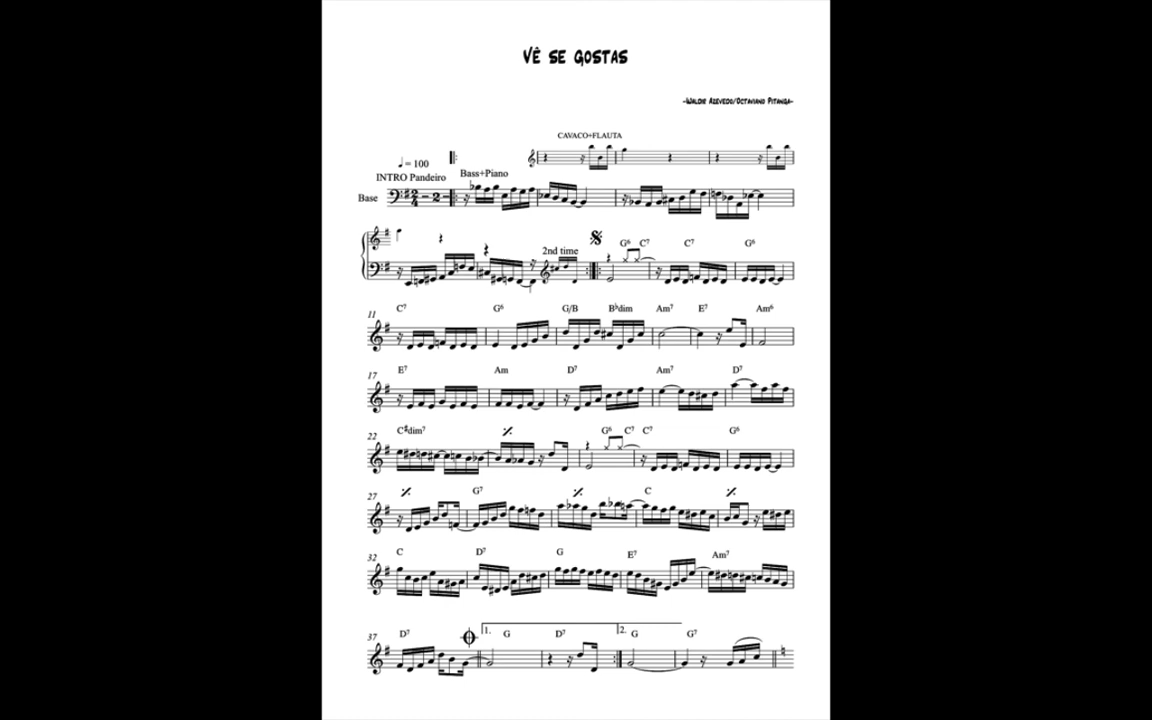 VÊ SE GOSTAS
-WALDIR AZEVEDO/OCTAVIANO PITANGA-
CAVACO+FLAUTA
♩ = 100
INTRO Pandeiro Bass+Piano
Base
2nd time
G6 C7 C7 G6
11
C7 G6 G/B Bbdim Am7 E7 Am6
17
E7 Am D7 Am7 D7
22
C#dim7 G6 C7 C7 G6
27
G7 C
32
C D7 G E7 Am7
37
D7 1. G D7 2. G G7